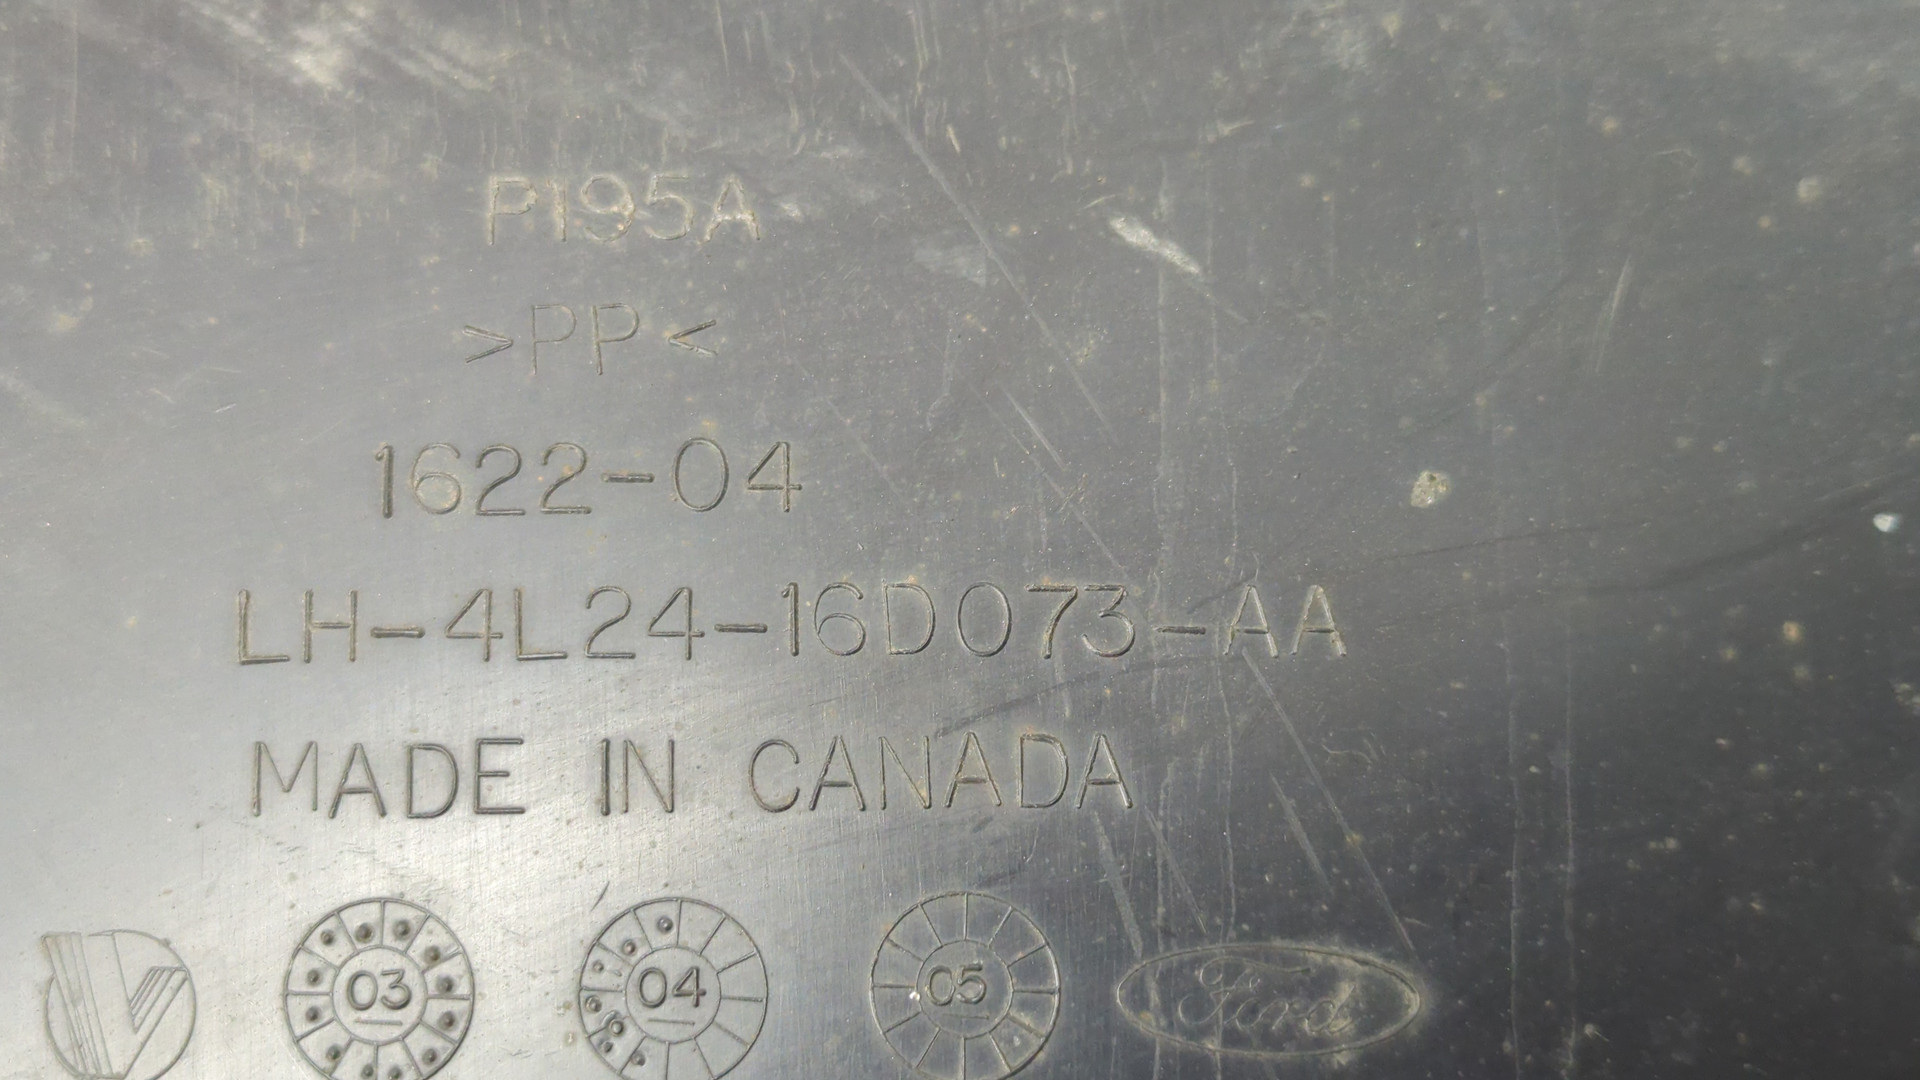 P195A
>PP<
1622-04
LH-4L24-16D073-AA
MADE IN CANADA
03 04 05 Ford